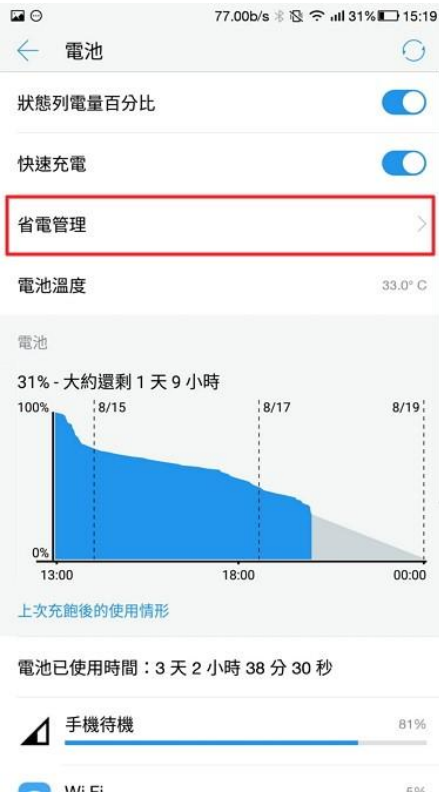 77.00b/s 31% 15:19
電池
狀態列電量百分比
快速充電
省電管理
電池溫度 33.0° C
電池
31% - 大約還剩 1 天 9 小時
100% 8/15 8/17 8/19
0%
13:00 18:00 00:00
上次充飽後的使用情形
電池已使用時間：3 天 2 小時 38 分 30 秒
手機待機 81%
Wi-Fi 5%